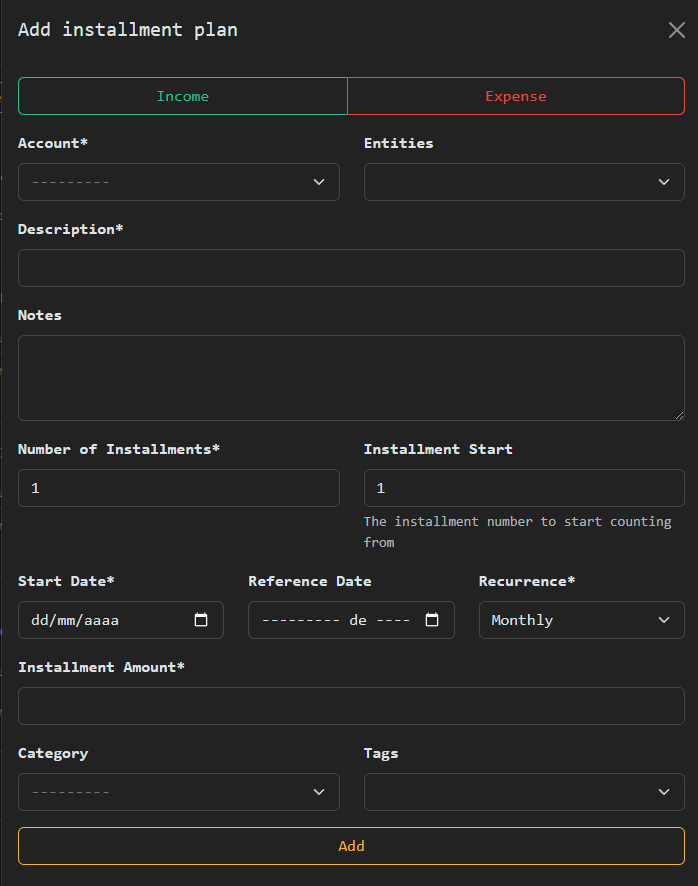 Add installment plan
Income Expense
Account* Entities
---------
Description*
Notes
Number of Installments* Installment Start
1 1
The installment number to start counting
from
Start Date* Reference Date Recurrence*
dd/mm/aaaa --------- de ---- Monthly
Installment Amount*
Category Tags
---------
Add